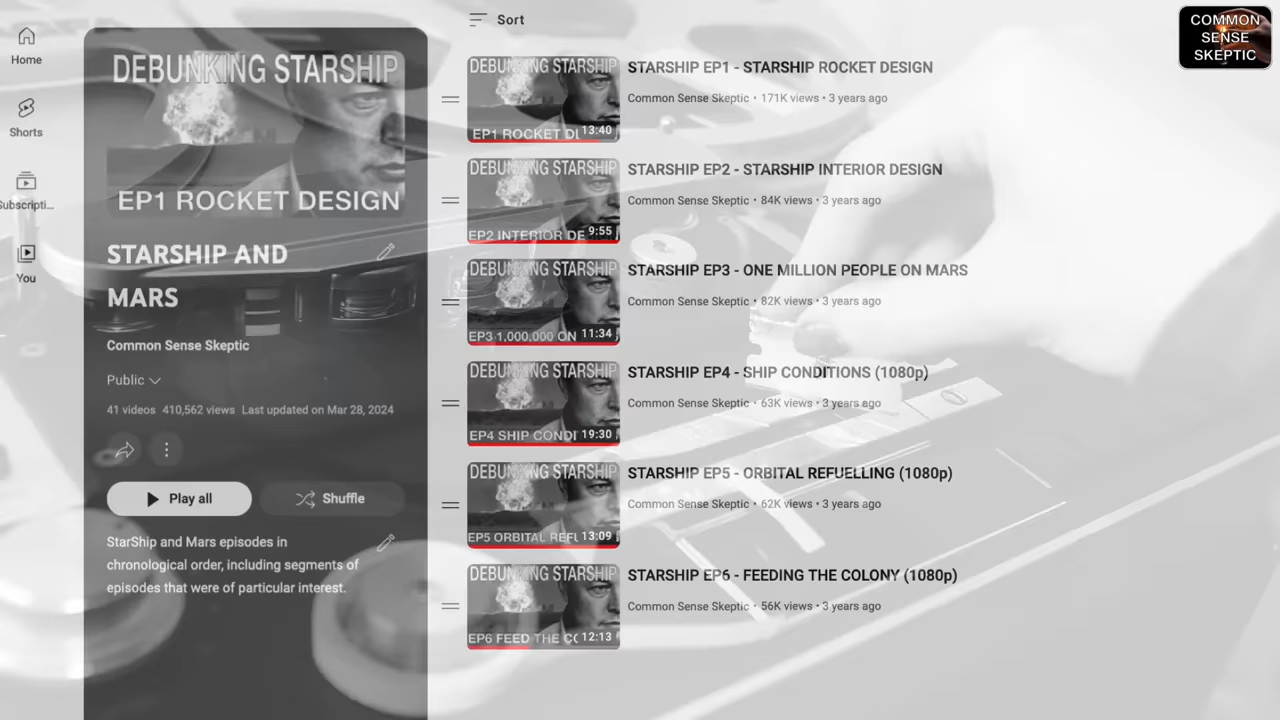 Home
Shorts
Subscripti...
You
DEBUNKING STARSHIP
EP1 ROCKET DESIGN
STARSHIP AND
MARS
Common Sense Skeptic
Public
41 videos 410,562 views Last updated on Mar 28, 2024
Play all
Shuffle
StarShip and Mars episodes in
chronological order, including segments of
episodes that were of particular interest.
Sort
DEBUNKING STARSHIP
EP1 ROCKET DE
13:40
STARSHIP EP1 - STARSHIP ROCKET DESIGN
Common Sense Skeptic • 171K views • 3 years ago
DEBUNKING STARSHIP
EP2 INTERIOR DE
9:55
STARSHIP EP2 - STARSHIP INTERIOR DESIGN
Common Sense Skeptic • 84K views • 3 years ago
DEBUNKING STARSHIP
EP3 1,000,000 ON
11:34
STARSHIP EP3 - ONE MILLION PEOPLE ON MARS
Common Sense Skeptic • 82K views • 3 years ago
DEBUNKING STARSHIP
EP4 SHIP CONDI
19:30
STARSHIP EP4 - SHIP CONDITIONS (1080p)
Common Sense Skeptic • 63K views • 3 years ago
DEBUNKING STARSHIP
EP5 ORBITAL REFU
13:09
STARSHIP EP5 - ORBITAL REFUELLING (1080p)
Common Sense Skeptic • 62K views • 3 years ago
DEBUNKING STARSHIP
EP6 FEED THE CO
12:13
STARSHIP EP6 - FEEDING THE COLONY (1080p)
Common Sense Skeptic • 56K views • 3 years ago
COMMON
SENSE
SKEPTIC